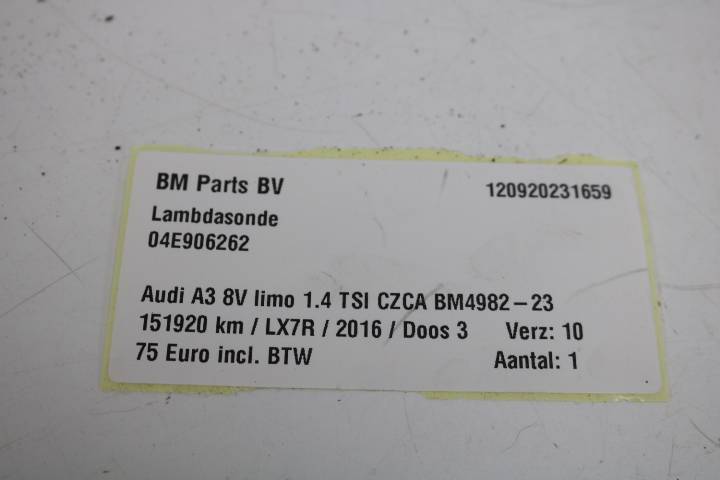 BM Parts BV 120920231659
Lambdasonde
04E906262
Audi A3 8V limo 1.4 TSI CZCA BM4982-23
151920 km / LX7R / 2016 / Doos 3 Verz: 10
75 Euro incl. BTW Aantal: 1